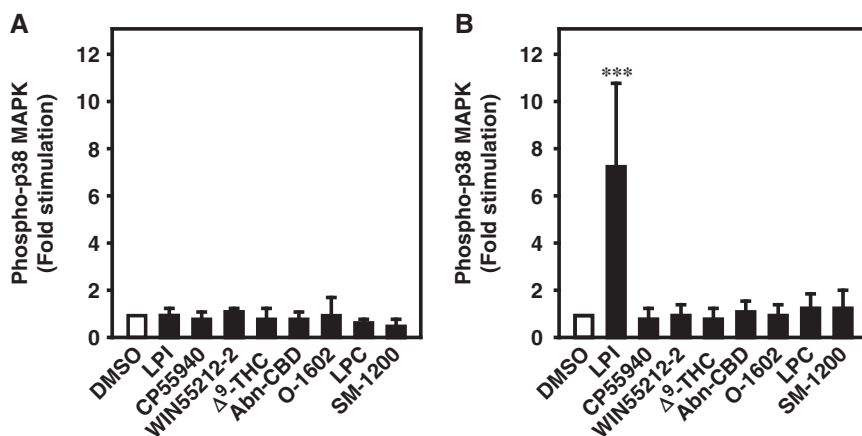 A
Phospho-p38 MAPK
(Fold stimulation)
12
10
8
6
4
2
0
DMSO
LPI
CP55940
WIN55212-2
Δ⁹-THC
Abn-CBD
O-1602
LPC
SM-1200
B
Phospho-p38 MAPK
(Fold stimulation)
12
10
8
6
4
2
0
***
DMSO
LPI
CP55940
WIN55212-2
Δ⁹-THC
Abn-CBD
O-1602
LPC
SM-1200